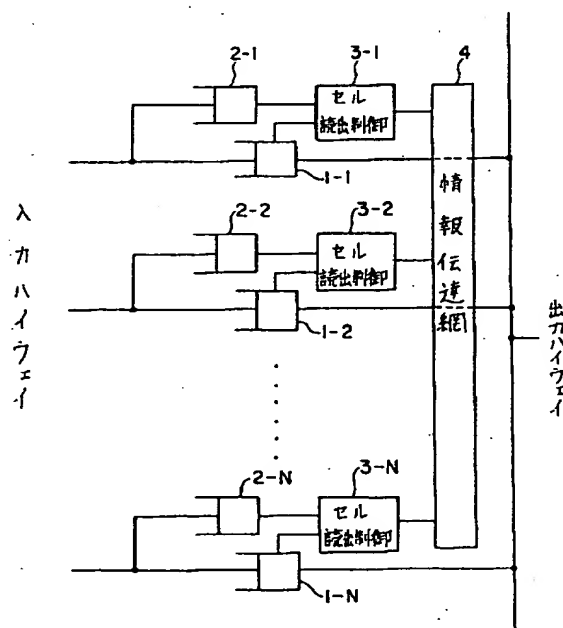 2-1
3-1
4
セル
読出制御
1-1
2-2
3-2
セル
読出制御
1-2
2-N
3-N
セル
読出制御
1-N
入力ハイウェイ
情報伝達網
出力ハイウェイ